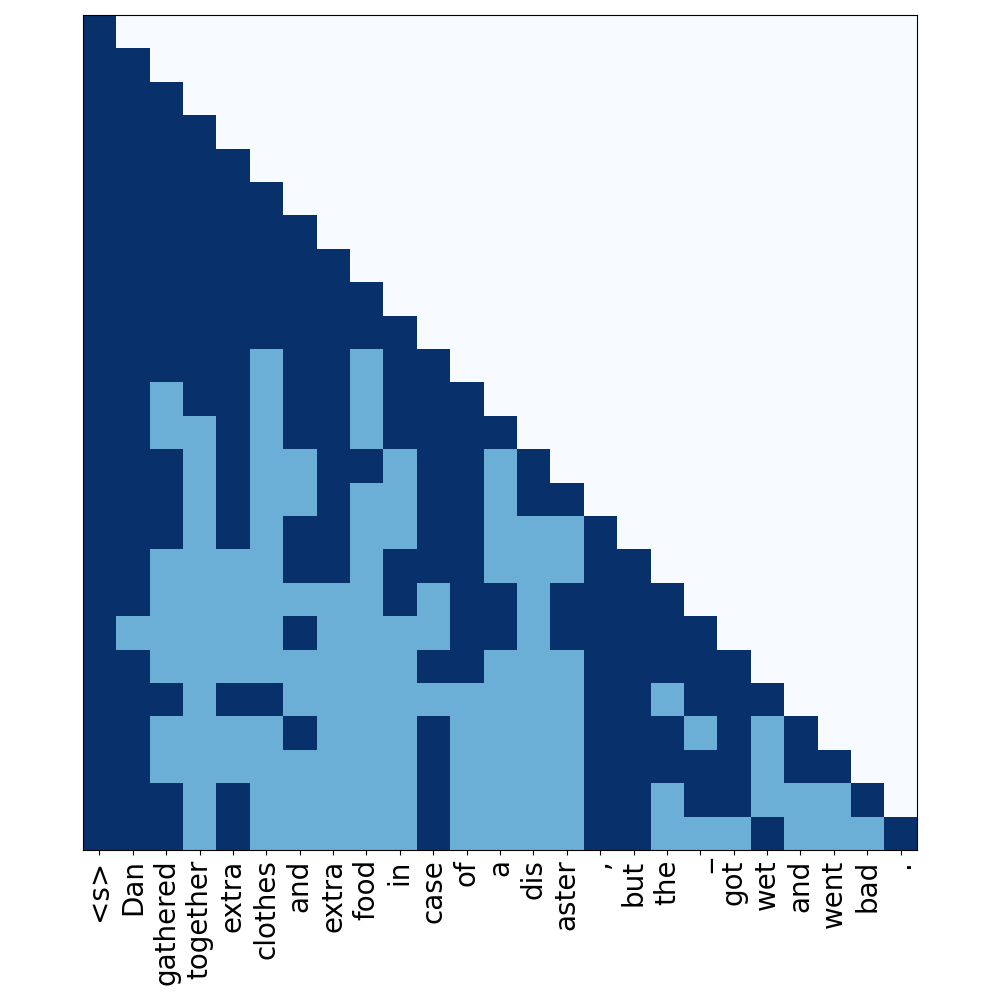 <s>
Dan
gathered
together
extra
clothes
and
extra
food
in
case
of
a
dis
aster
,
but
the
_
got
wet
and
went
bad
.